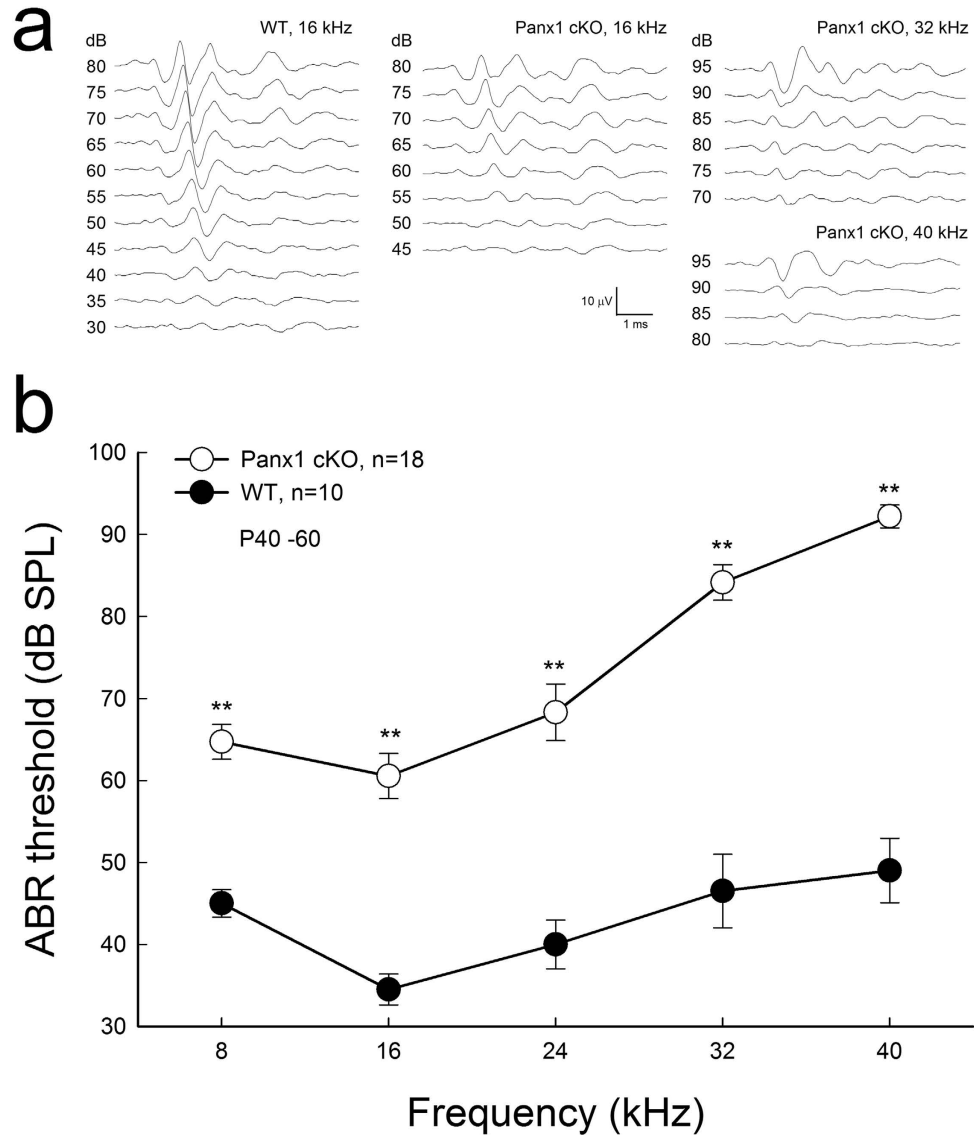 a
WT, 16 kHz
dB
80
75
70
65
60
55
50
45
40
35
30
Panx1 cKO, 16 kHz
dB
80
75
70
65
60
55
50
45
10 µV
1 ms
Panx1 cKO, 32 kHz
dB
95
90
85
80
75
70
Panx1 cKO, 40 kHz
95
90
85
80
b
ABR threshold (dB SPL)
100
90
80
70
60
50
40
30
Panx1 cKO, n=18
WT, n=10
P40 -60
**
**
**
**
**
8 16 24 32 40
Frequency (kHz)